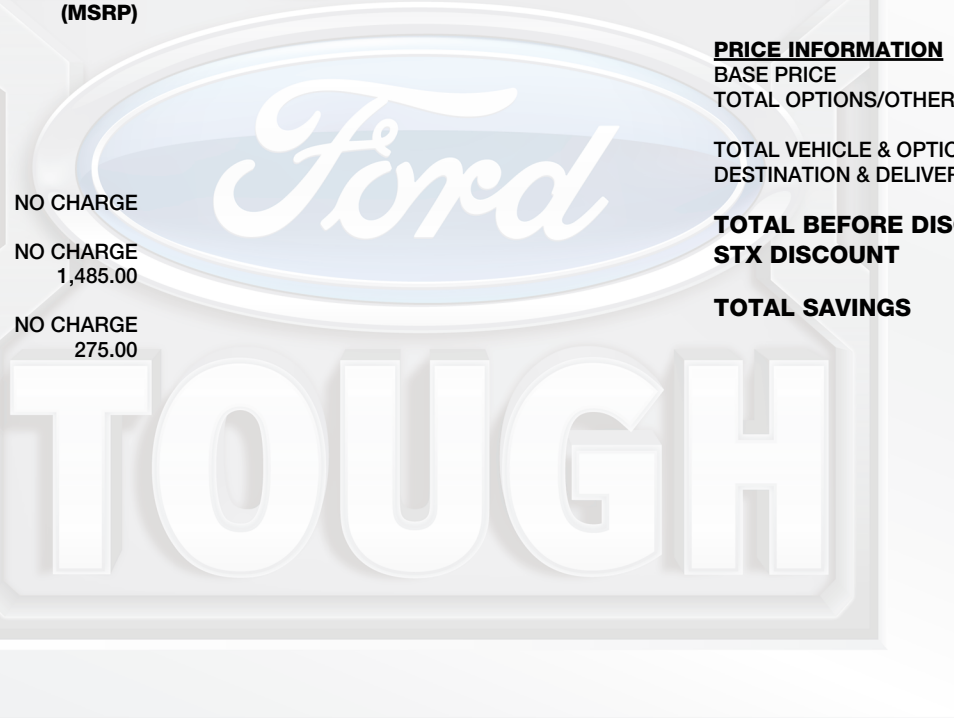 (MSRP)
NO CHARGE
NO CHARGE
1,485.00
NO CHARGE
275.00
PRICE INFORMATION
BASE PRICE
TOTAL OPTIONS/OTHER
TOTAL VEHICLE & OPTIO
DESTINATION & DELIVER
TOTAL BEFORE DISC
STX DISCOUNT
TOTAL SAVINGS
Ford
TOUGH